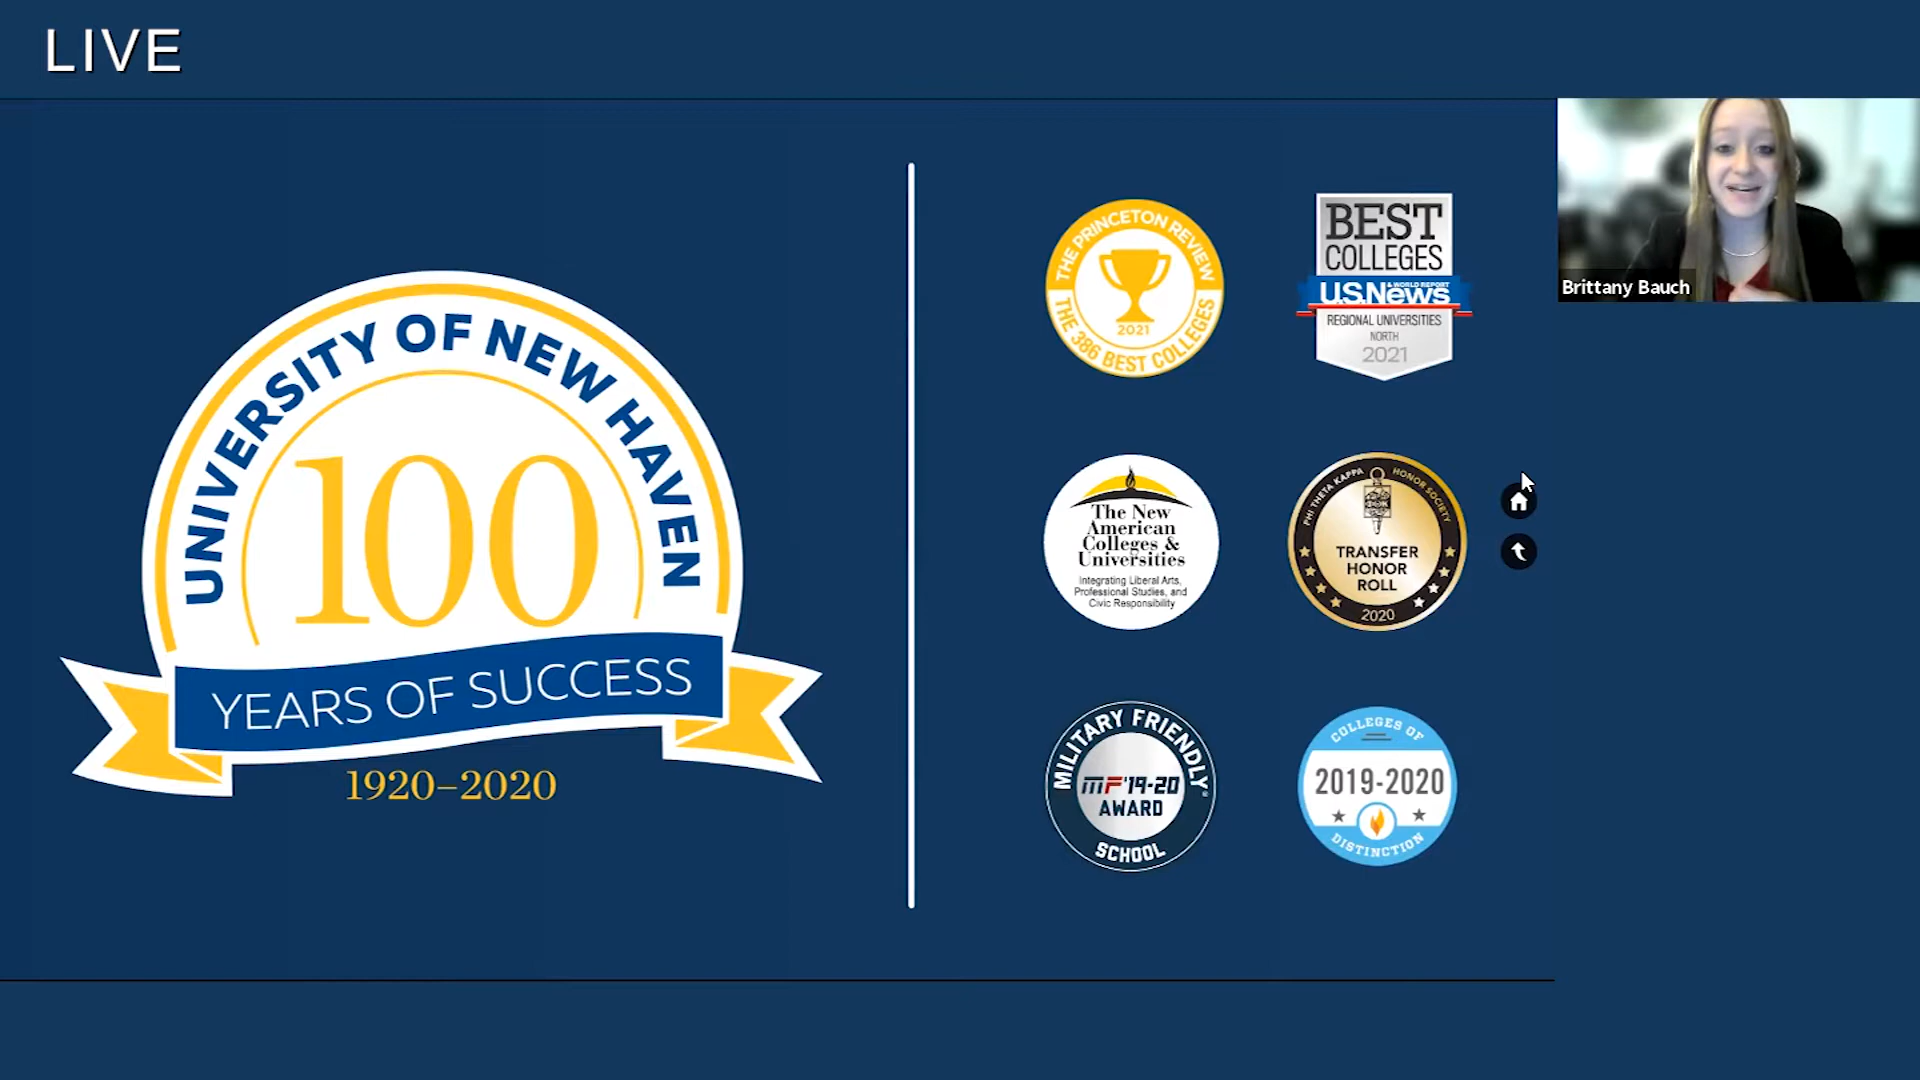 LIVE
UNIVERSITY OF NEW HAVEN
100
YEARS OF SUCCESS
1920–2020
THE PRINCETON REVIEW
2021
THE 386 BEST COLLEGES
BEST
COLLEGES
U.S.News
& WORLD REPORT
REGIONAL UNIVERSITIES
NORTH
2021
Brittany Bauch
The New
American
Colleges &
Universities
Integrating Liberal Arts,
Professional Studies, and
Civic Responsibility
PHI THETA KAPPA HONOR SOCIETY
TRANSFER
HONOR
ROLL
2020
MILITARY FRIENDLY®
MF'19-20
AWARD
SCHOOL
COLLEGES OF
2019-2020
DISTINCTION